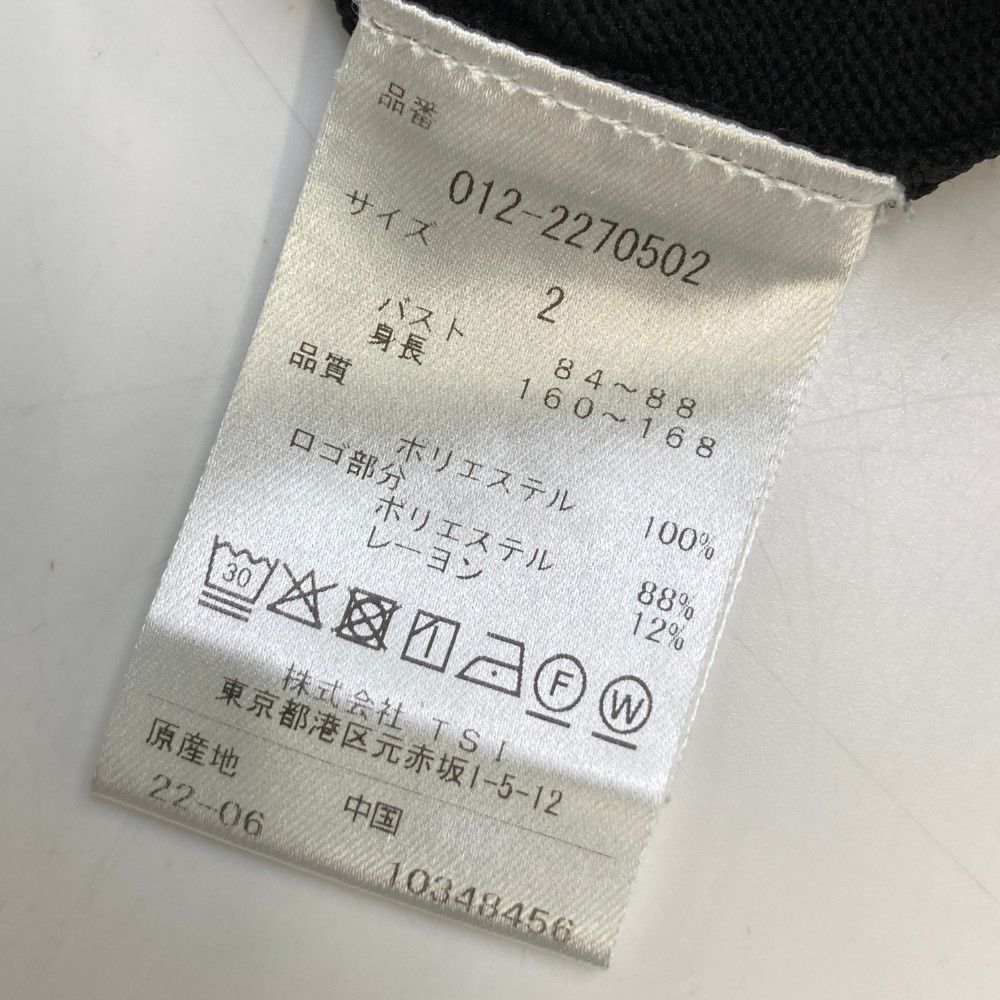 品番
012-2270502
サイズ
2
バスト 84～88
身長 160～168
品質
ポリエステル 100%
ロゴ部分
ポリエステル 88%
レーヨン 12%
30
F
W
株式会社 TSI
東京都港区元赤坂1-5-12
原産地 中国
22-06 10348456